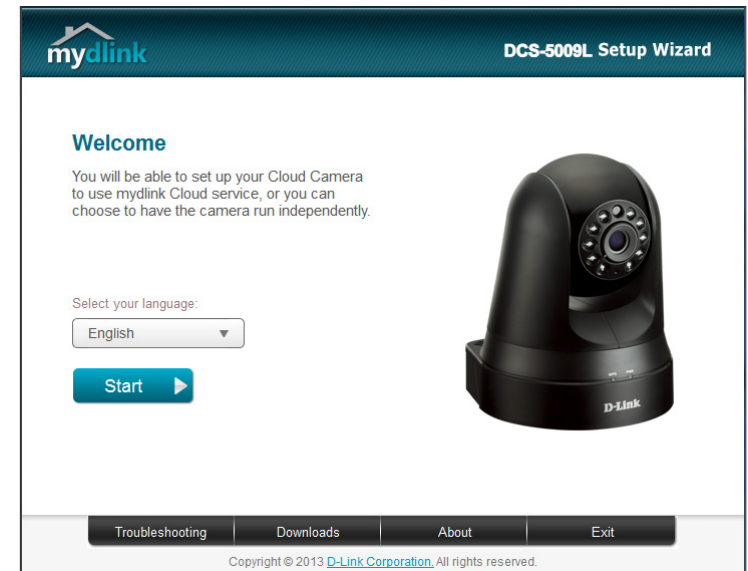 mydlink
DCS-5009L Setup Wizard
Welcome
You will be able to set up your Cloud Camera
to use mydlink Cloud service, or you can
choose to have the camera run independently.
Select your language:
English
Start
D-Link
Troubleshooting
Downloads
About
Exit
Copyright © 2013 D-Link Corporation. All rights reserved.